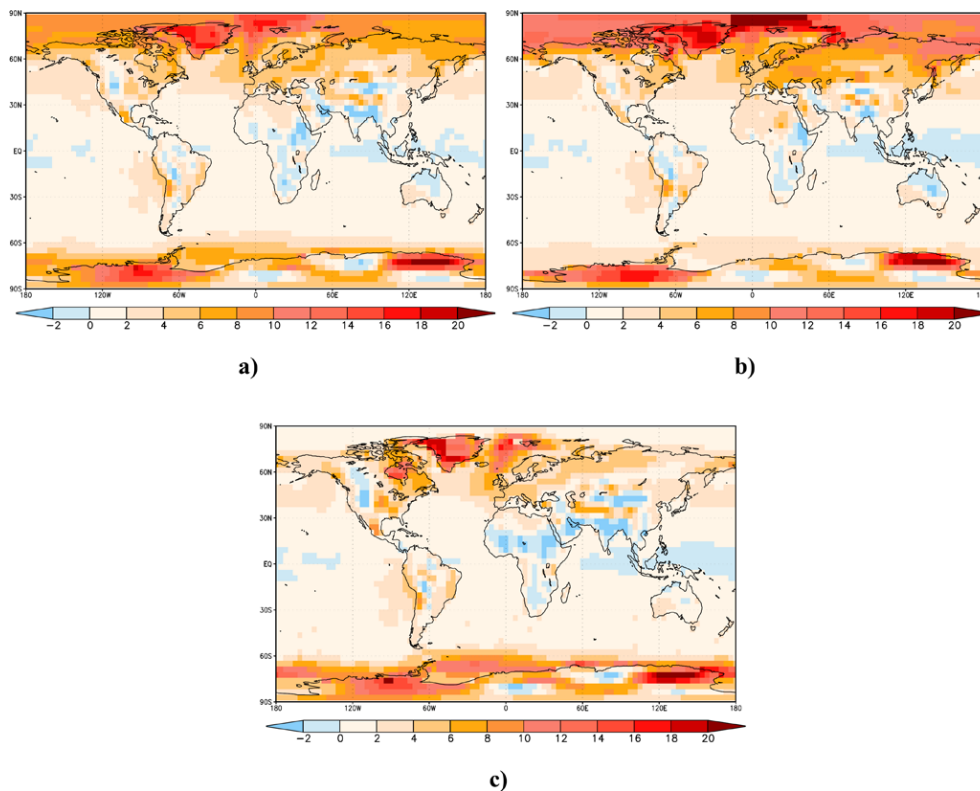 90N 90N
60N 60N
30N 30N
EQ EQ
30S 30S
60S 60S
90S 90S
180 120W 60W 0 60E 120E 180 180 120W 60W 0 60E 120E
−2 0 2 4 6 8 10 12 14 16 18 20 −2 0 2 4 6 8 10 12 14 16 18 20
a) b)
90N
60N
30N
EQ
30S
60S
90S
180 120W 60W 0 60E 120E 180
−2 0 2 4 6 8 10 12 14 16 18 20
c)